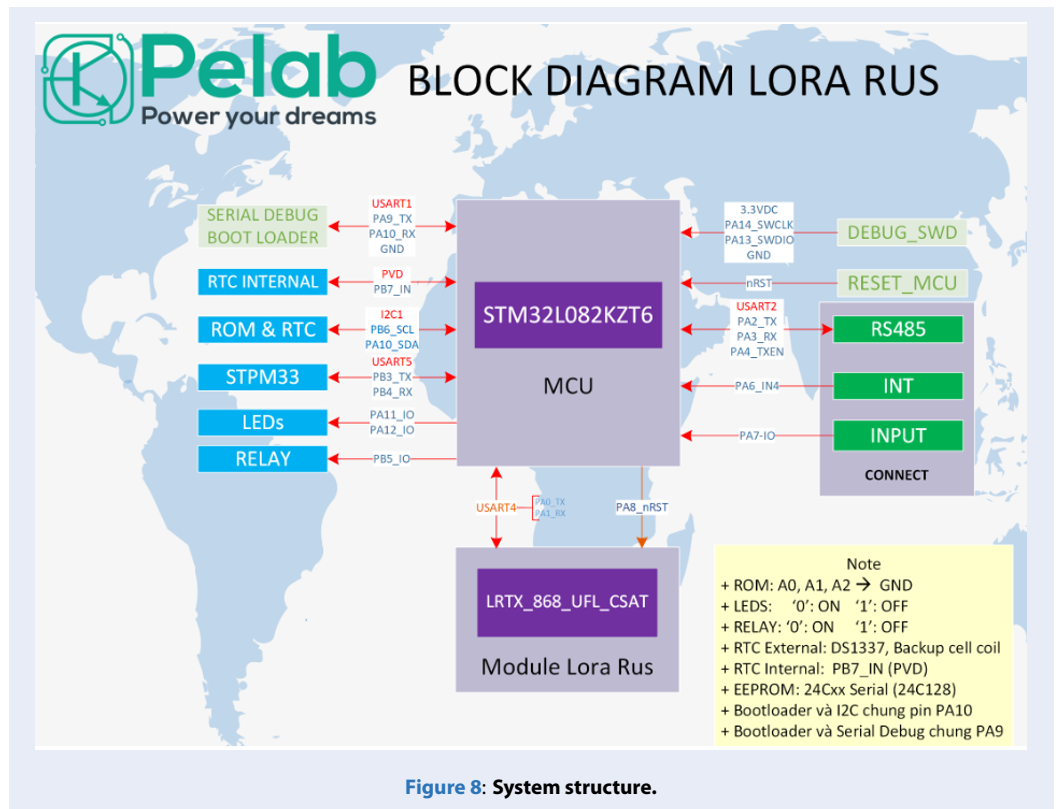 Pelab
Power your dreams
BLOCK DIAGRAM LORA RUS
SERIAL DEBUG
BOOT LOADER
USART1
PA9_TX
PA10_RX
GND
RTC INTERNAL
PVD
PB7_IN
ROM & RTC
I2C1
PB6_SCL
PA10_SDA
STPM33
USART5
PB3_TX
PB4_RX
LEDs
PA11_IO
PA12_IO
RELAY
PB5_IO
STM32L082KZT6
MCU
3.3VDC
PA14_SWCLK
PA13_SWDIO
GND
DEBUG_SWD
nRST
RESET_MCU
USART2
PA2_TX
PA3_RX
PA4_TXEN
RS485
PA6_IN4
INT
PA7-IO
INPUT
CONNECT
USART4
PA0_TX
PA1_RX
PA8_nRST
LRTX_868_UFL_CSAT
Module Lora Rus
Note
+ ROM: A0, A1, A2 → GND
+ LEDS: ‘0’: ON ‘1’: OFF
+ RELAY: ‘0’: ON ‘1’: OFF
+ RTC External: DS1337, Backup cell coil
+ RTC Internal: PB7_IN (PVD)
+ EEPROM: 24Cxx Serial (24C128)
+ Bootloader và I2C chung pin PA10
+ Bootloader và Serial Debug chung PA9
Figure 8: System structure.